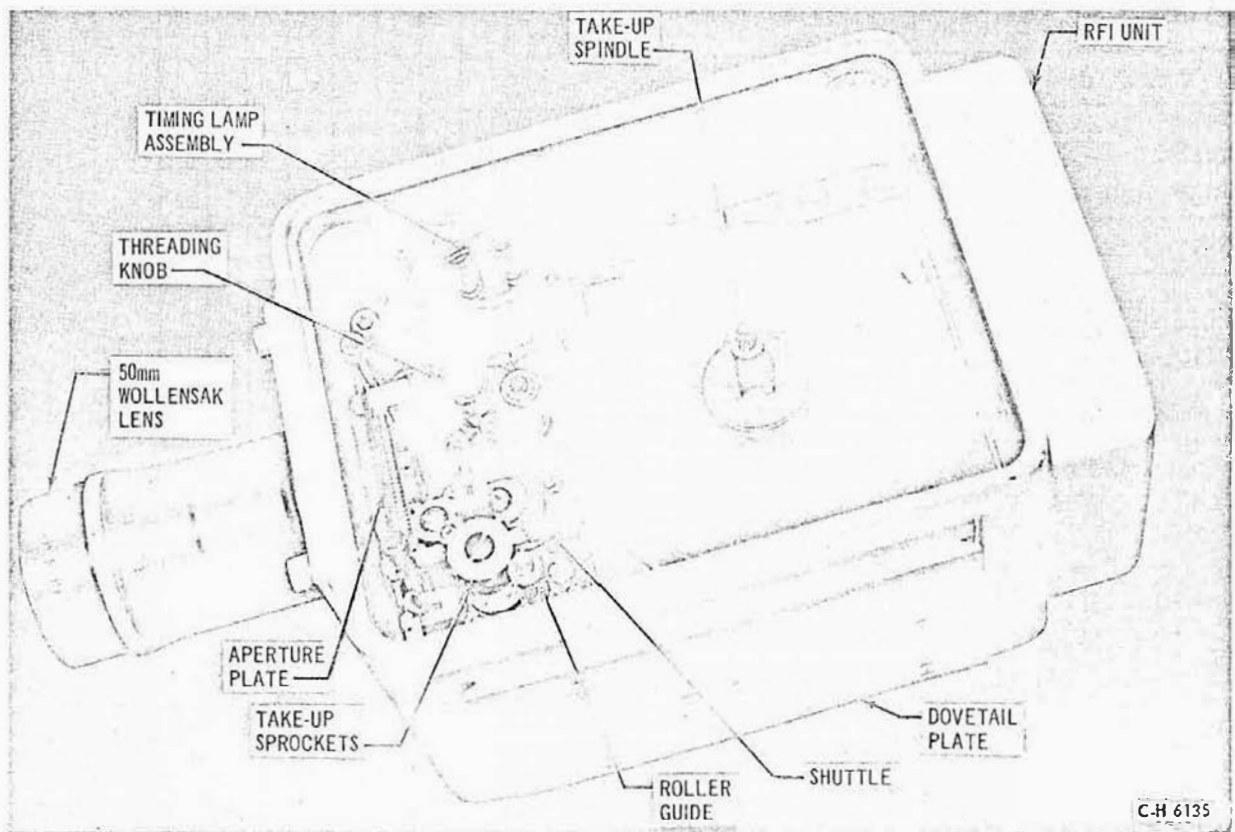 TAKE-UP
SPINDLE
RFI UNIT
TIMING LAMP
ASSEMBLY
THREADING
KNOB
50mm
WOLLENSAK
LENS
APERTURE
PLATE
TAKE-UP
SPROCKETS
ROLLER
GUIDE
SHUTTLE
DOVETAIL
PLATE
C-H 6135